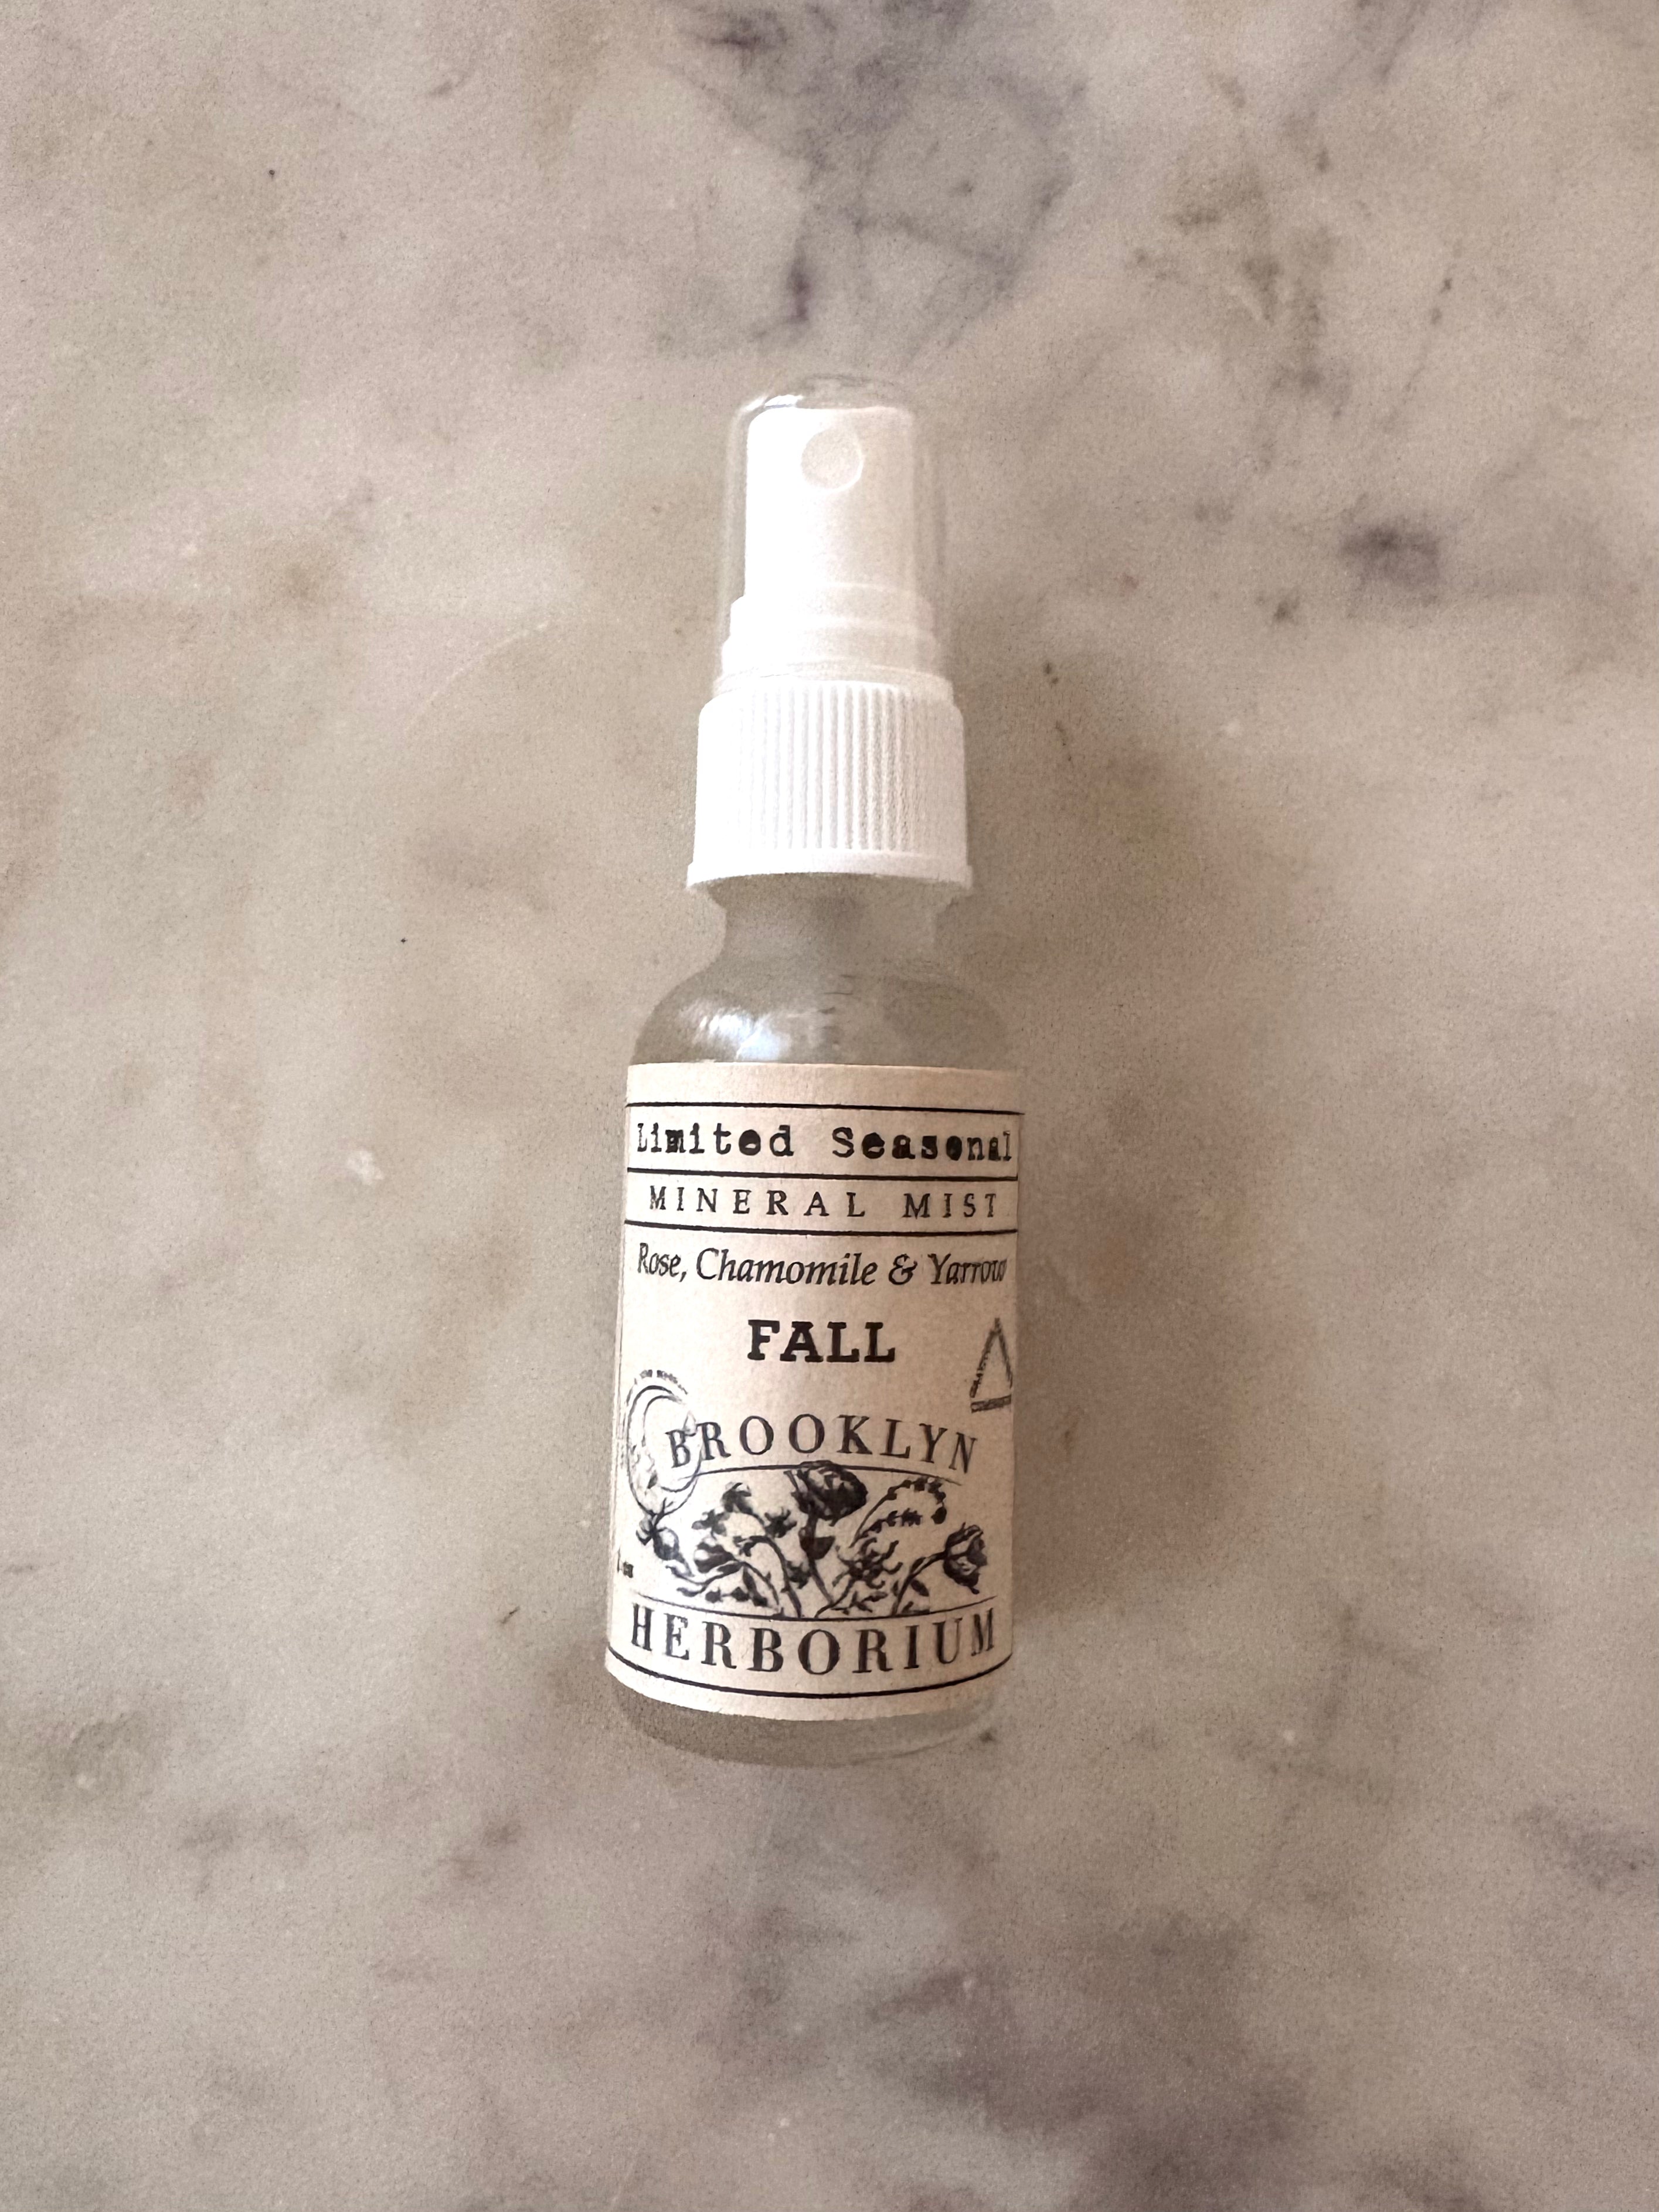 Limited Seasonal
MINERAL MIST
Rose, Chamomile & Yarrow
FALL
BROOKLYN
HERBORIUM